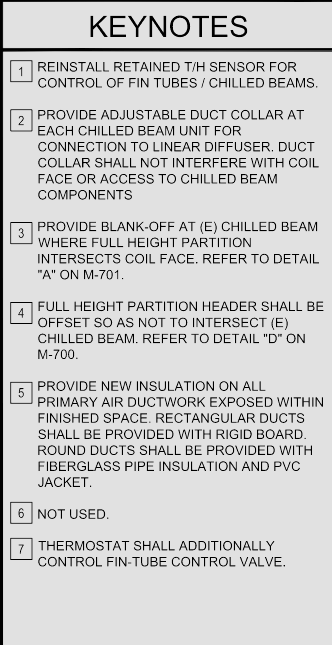 KEYNOTES
1 REINSTALL RETAINED T/H SENSOR FOR
CONTROL OF FIN TUBES / CHILLED BEAMS.
2 PROVIDE ADJUSTABLE DUCT COLLAR AT
EACH CHILLED BEAM UNIT FOR
CONNECTION TO LINEAR DIFFUSER. DUCT
COLLAR SHALL NOT INTERFERE WITH COIL
FACE OR ACCESS TO CHILLED BEAM
COMPONENTS
3 PROVIDE BLANK-OFF AT (E) CHILLED BEAM
WHERE FULL HEIGHT PARTITION
INTERSECTS COIL FACE. REFER TO DETAIL
"A" ON M-701.
4 FULL HEIGHT PARTITION HEADER SHALL BE
OFFSET SO AS NOT TO INTERSECT (E)
CHILLED BEAM. REFER TO DETAIL "D" ON
M-700.
5 PROVIDE NEW INSULATION ON ALL
PRIMARY AIR DUCTWORK EXPOSED WITHIN
FINISHED SPACE. RECTANGULAR DUCTS
SHALL BE PROVIDED WITH RIGID BOARD.
ROUND DUCTS SHALL BE PROVIDED WITH
FIBERGLASS PIPE INSULATION AND PVC
JACKET.
6 NOT USED.
7 THERMOSTAT SHALL ADDITIONALLY
CONTROL FIN-TUBE CONTROL VALVE.